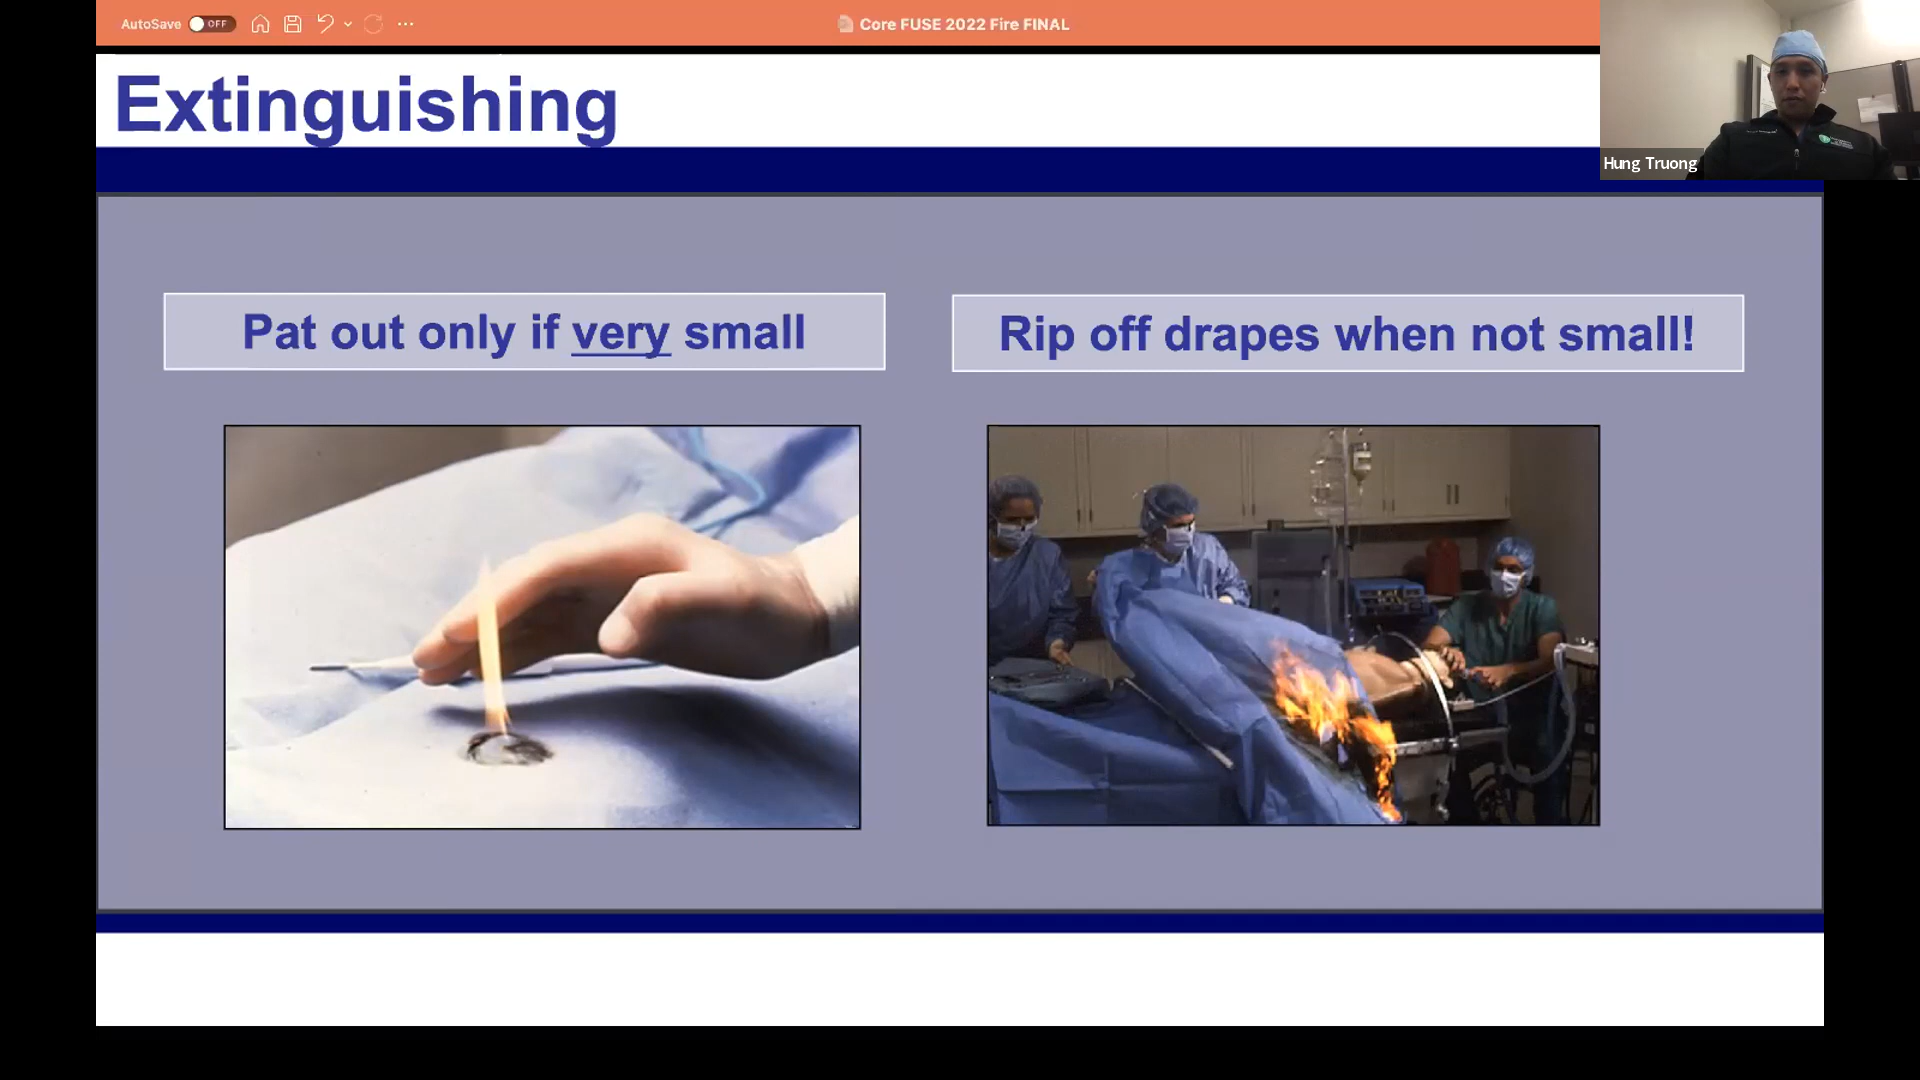 AutoSave OFF
Core FUSE 2022 Fire FINAL
Extinguishing
Hung Truong
Pat out only if very small
Rip off drapes when not small!